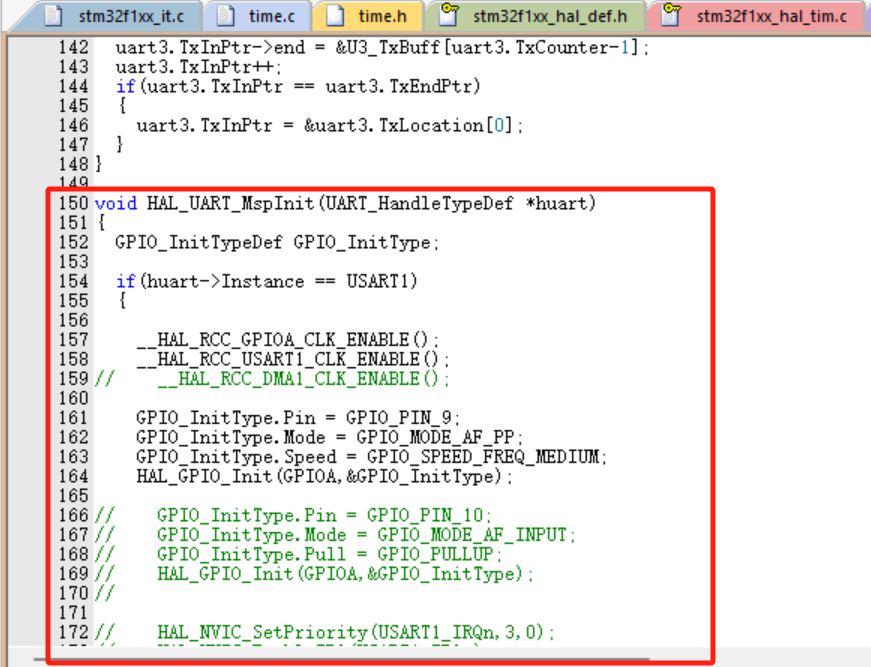 stm32f1xx_it.c time.c time.h stm32f1xx_hal_def.h stm32f1xx_hal_tim.c
142 uart3.TxInPtr->end = &U3_TxBuff[uart3.TxCounter-1];
143 uart3.TxInPtr++;
144 if(uart3.TxInPtr == uart3.TxEndPtr)
145 {
146 uart3.TxInPtr = &uart3.TxLocation[0];
147 }
148 }
149
150 void HAL_UART_MspInit(UART_HandleTypeDef *huart)
151 {
152 GPIO_InitTypeDef GPIO_InitType;
153
154 if(huart->Instance == USART1)
155 {
156
157 __HAL_RCC_GPIOA_CLK_ENABLE();
158 __HAL_RCC_USART1_CLK_ENABLE();
159 // __HAL_RCC_DMA1_CLK_ENABLE();
160
161 GPIO_InitType.Pin = GPIO_PIN_9;
162 GPIO_InitType.Mode = GPIO_MODE_AF_PP;
163 GPIO_InitType.Speed = GPIO_SPEED_FREQ_MEDIUM;
164 HAL_GPIO_Init(GPIOA,&GPIO_InitType);
165
166 // GPIO_InitType.Pin = GPIO_PIN_10;
167 // GPIO_InitType.Mode = GPIO_MODE_AF_INPUT;
168 // GPIO_InitType.Pull = GPIO_PULLUP;
169 // HAL_GPIO_Init(GPIOA,&GPIO_InitType);
170 //
171
172 // HAL_NVIC_SetPriority(USART1_IRQn,3,0);